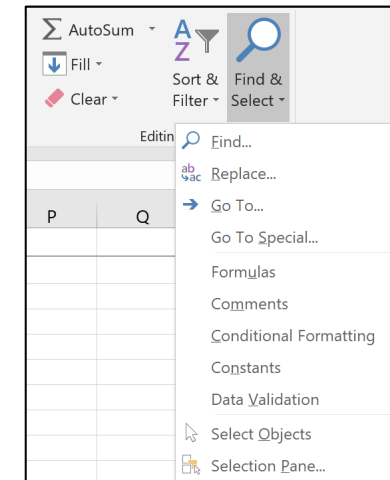 AutoSum
Fill
Clear
Sort &
Filter
Find &
Select
Editin
P
Q
Find...
Replace...
Go To...
Go To Special...
Formulas
Comments
Conditional Formatting
Constants
Data Validation
Select Objects
Selection Pane...